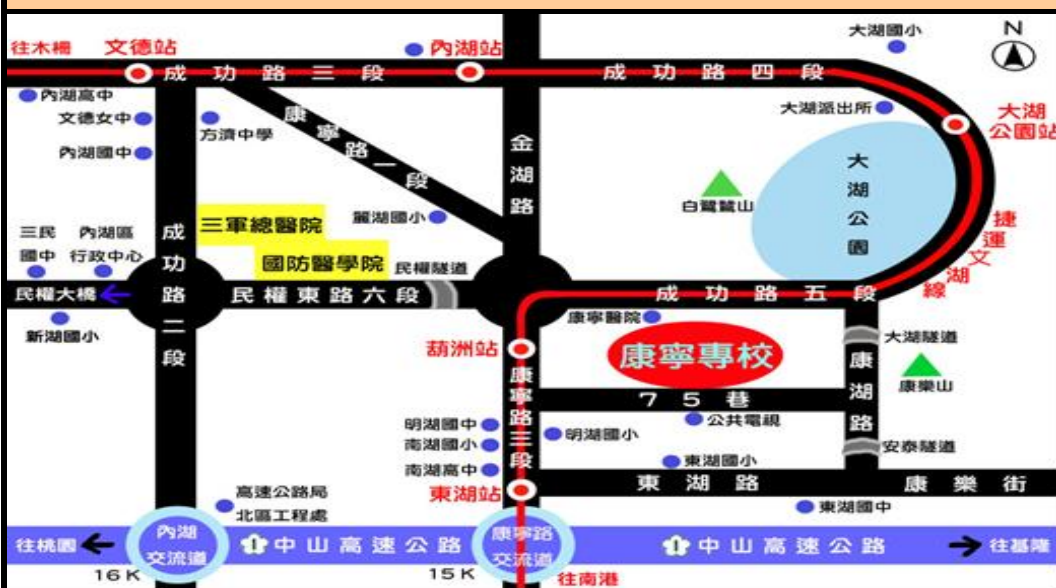 大湖國小
N
往木柵
文德站
內湖站
成功路三段
成功路四段
內湖高中
文德女中
方濟中學
康寧路一段
金湖路
大湖派出所
大湖公園站
內湖國中
大湖公園
白鷺鷥山
麗湖國小
三軍總醫院
國防醫學院
三民國中
內湖區行政中心
成功路二段
民權隧道
捷運文湖線
民權大橋
民權東路六段
成功路五段
新湖國小
康寧醫院
大湖隧道
葫洲站
康寧專校
康樂山
康湖路
康寧路三段
75巷
明湖國中
公共電視
南湖國小
明湖國小
安泰隧道
南湖高中
東湖國小
東湖站
東湖路
康樂街
高速公路局
北區工程處
東湖國中
往桃園
內湖交流道
1
中山高速公路
康寧路交流道
1
中山高速公路
往基隆
16K
15K
往南港